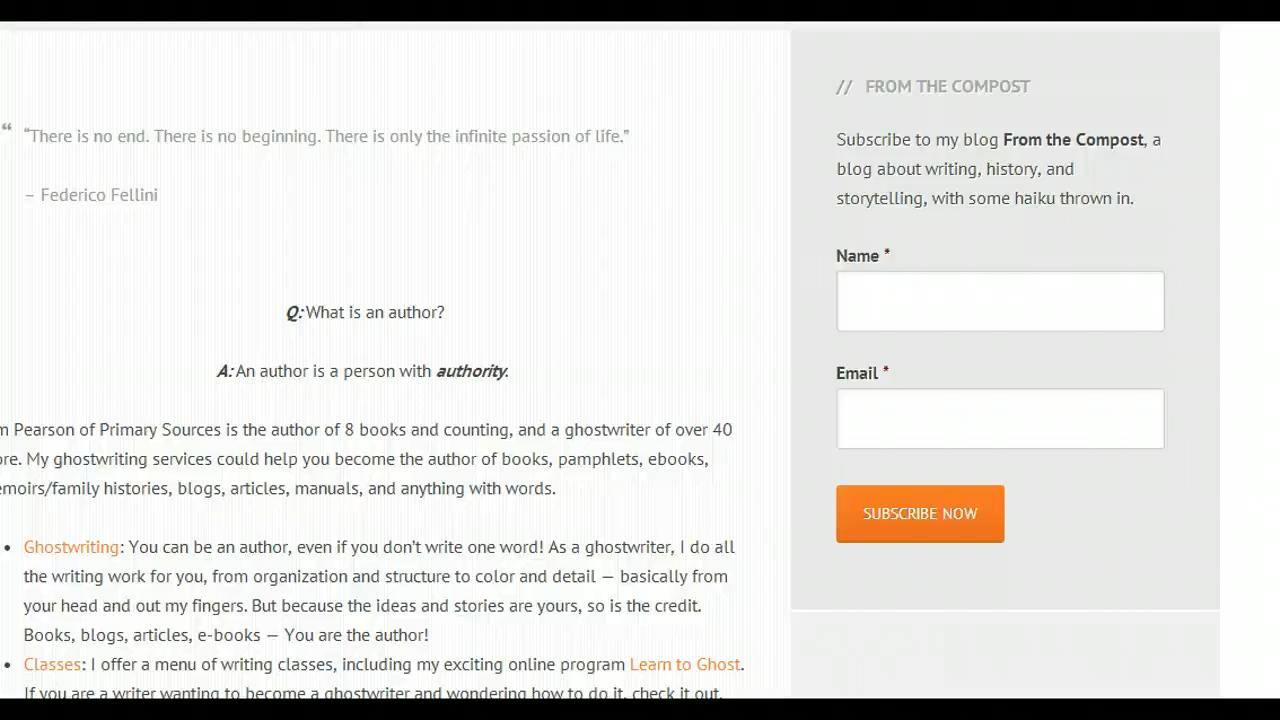 “ “There is no end. There is no beginning. There is only the infinite passion of life.”
– Federico Fellini
Q: What is an author?
A: An author is a person with authority.
Pearson of Primary Sources is the author of 8 books and counting, and a ghostwriter of over 40
My ghostwriting services could help you become the author of books, pamphlets, ebooks,
histories, blogs, articles, manuals, and anything with words.
• Ghostwriting: You can be an author, even if you don’t write one word! As a ghostwriter, I do all
the writing work for you, from organization and structure to color and detail — basically from
your head and out my fingers. But because the ideas and stories are yours, so is the credit.
Books, blogs, articles, e-books — You are the author!
• Classes: I offer a menu of writing classes, including my exciting online program Learn to Ghost.
If you are a writer wanting to become a ghostwriter and wondering how to do it, check it out.
// FROM THE COMPOST
Subscribe to my blog From the Compost, a
blog about writing, history, and
storytelling, with some haiku thrown in.
Name *
Email *
SUBSCRIBE NOW